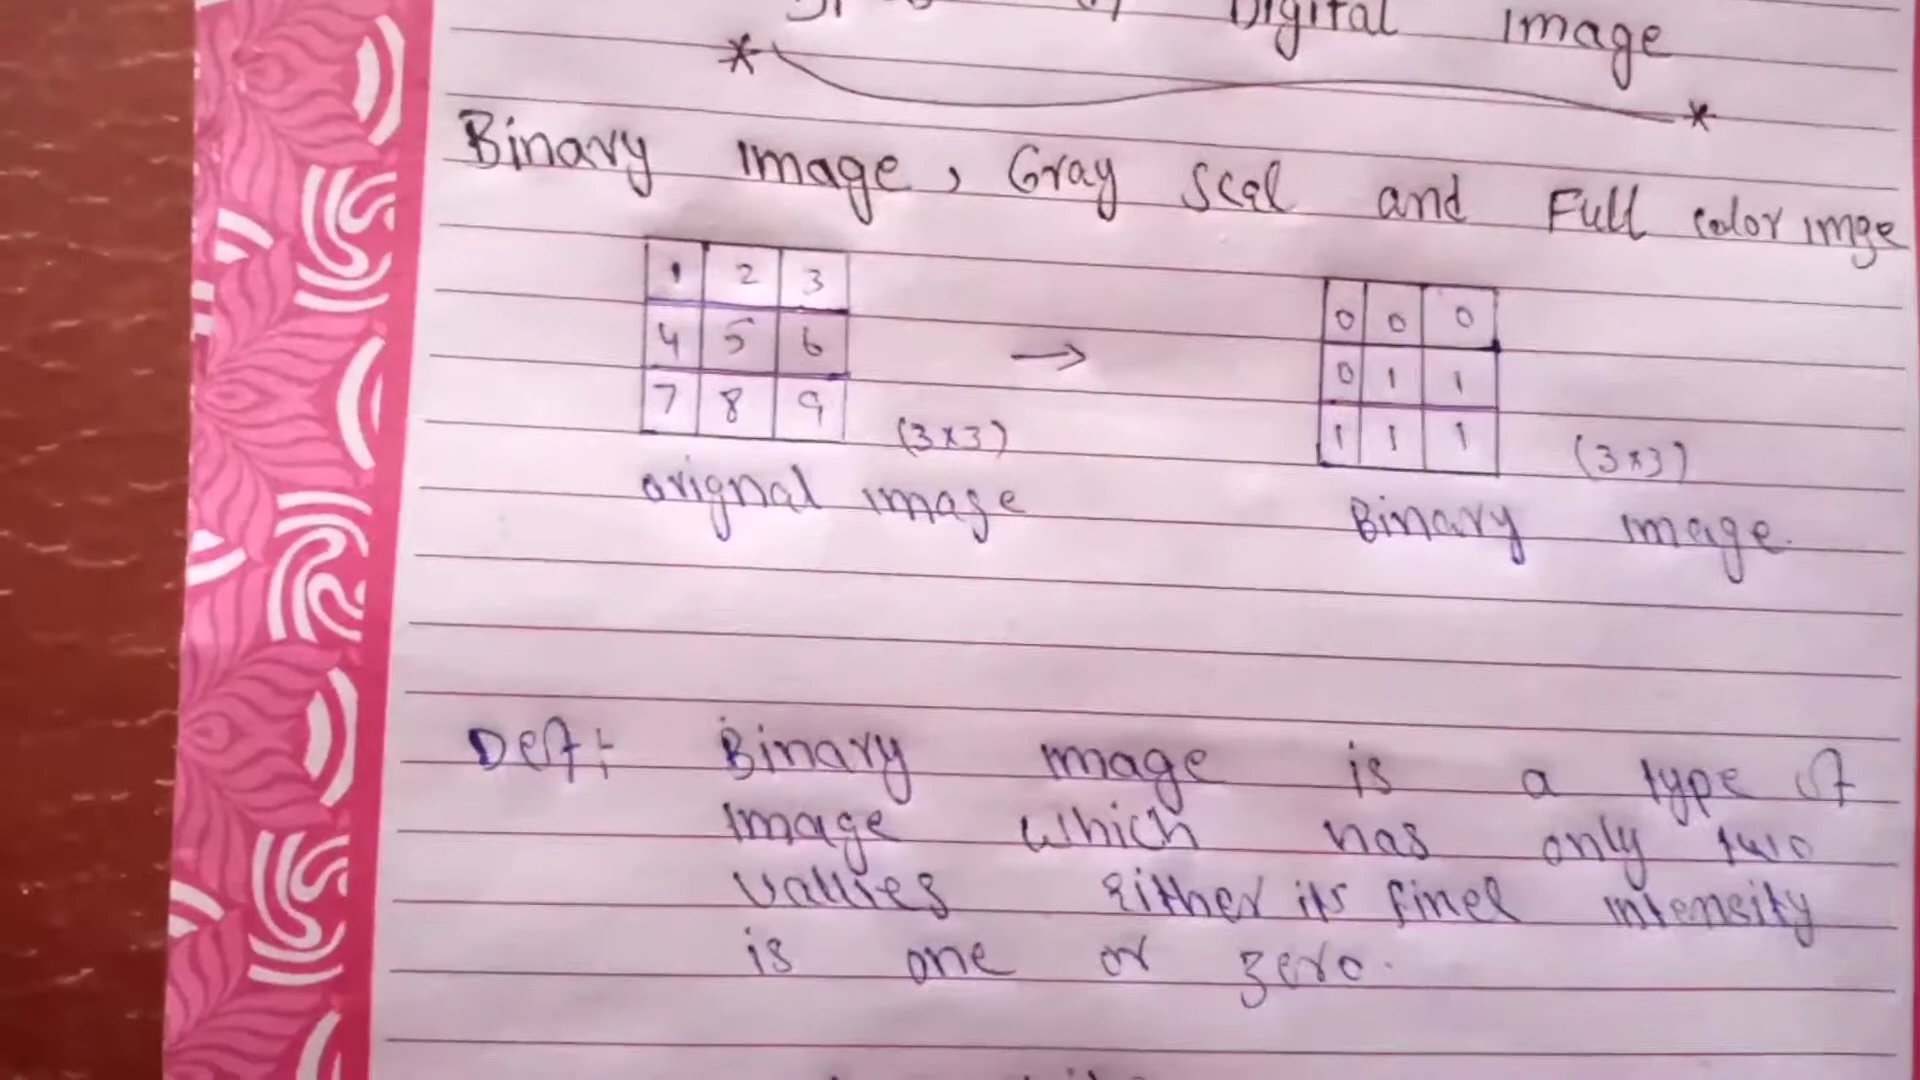 Digital Image
Binary Image, Gray Scal and Full color imge
1 2 3
4 5 6
7 8 9
(3x3)
orignal image
→
0 0 0
0 1 1
1 1 1
(3x3)
Binary image.
Def:- Binary image is a type of
image which has only two
values either its finel intensity
is one or zero.